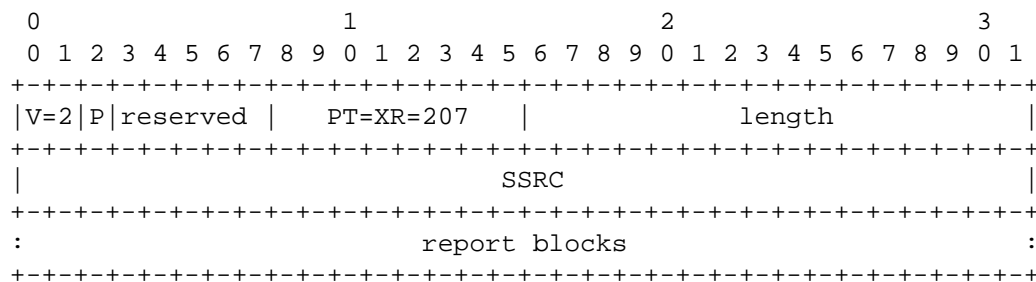 0                   1                   2                   3
 0 1 2 3 4 5 6 7 8 9 0 1 2 3 4 5 6 7 8 9 0 1 2 3 4 5 6 7 8 9 0 1
+-+-+-+-+-+-+-+-+-+-+-+-+-+-+-+-+-+-+-+-+-+-+-+-+-+-+-+-+-+-+-+-+
|V=2|P|reserved |   PT=XR=207   |             length            |
+-+-+-+-+-+-+-+-+-+-+-+-+-+-+-+-+-+-+-+-+-+-+-+-+-+-+-+-+-+-+-+-+
|                              SSRC                             |
+-+-+-+-+-+-+-+-+-+-+-+-+-+-+-+-+-+-+-+-+-+-+-+-+-+-+-+-+-+-+-+-+
:                         report blocks                         :
+-+-+-+-+-+-+-+-+-+-+-+-+-+-+-+-+-+-+-+-+-+-+-+-+-+-+-+-+-+-+-+-+